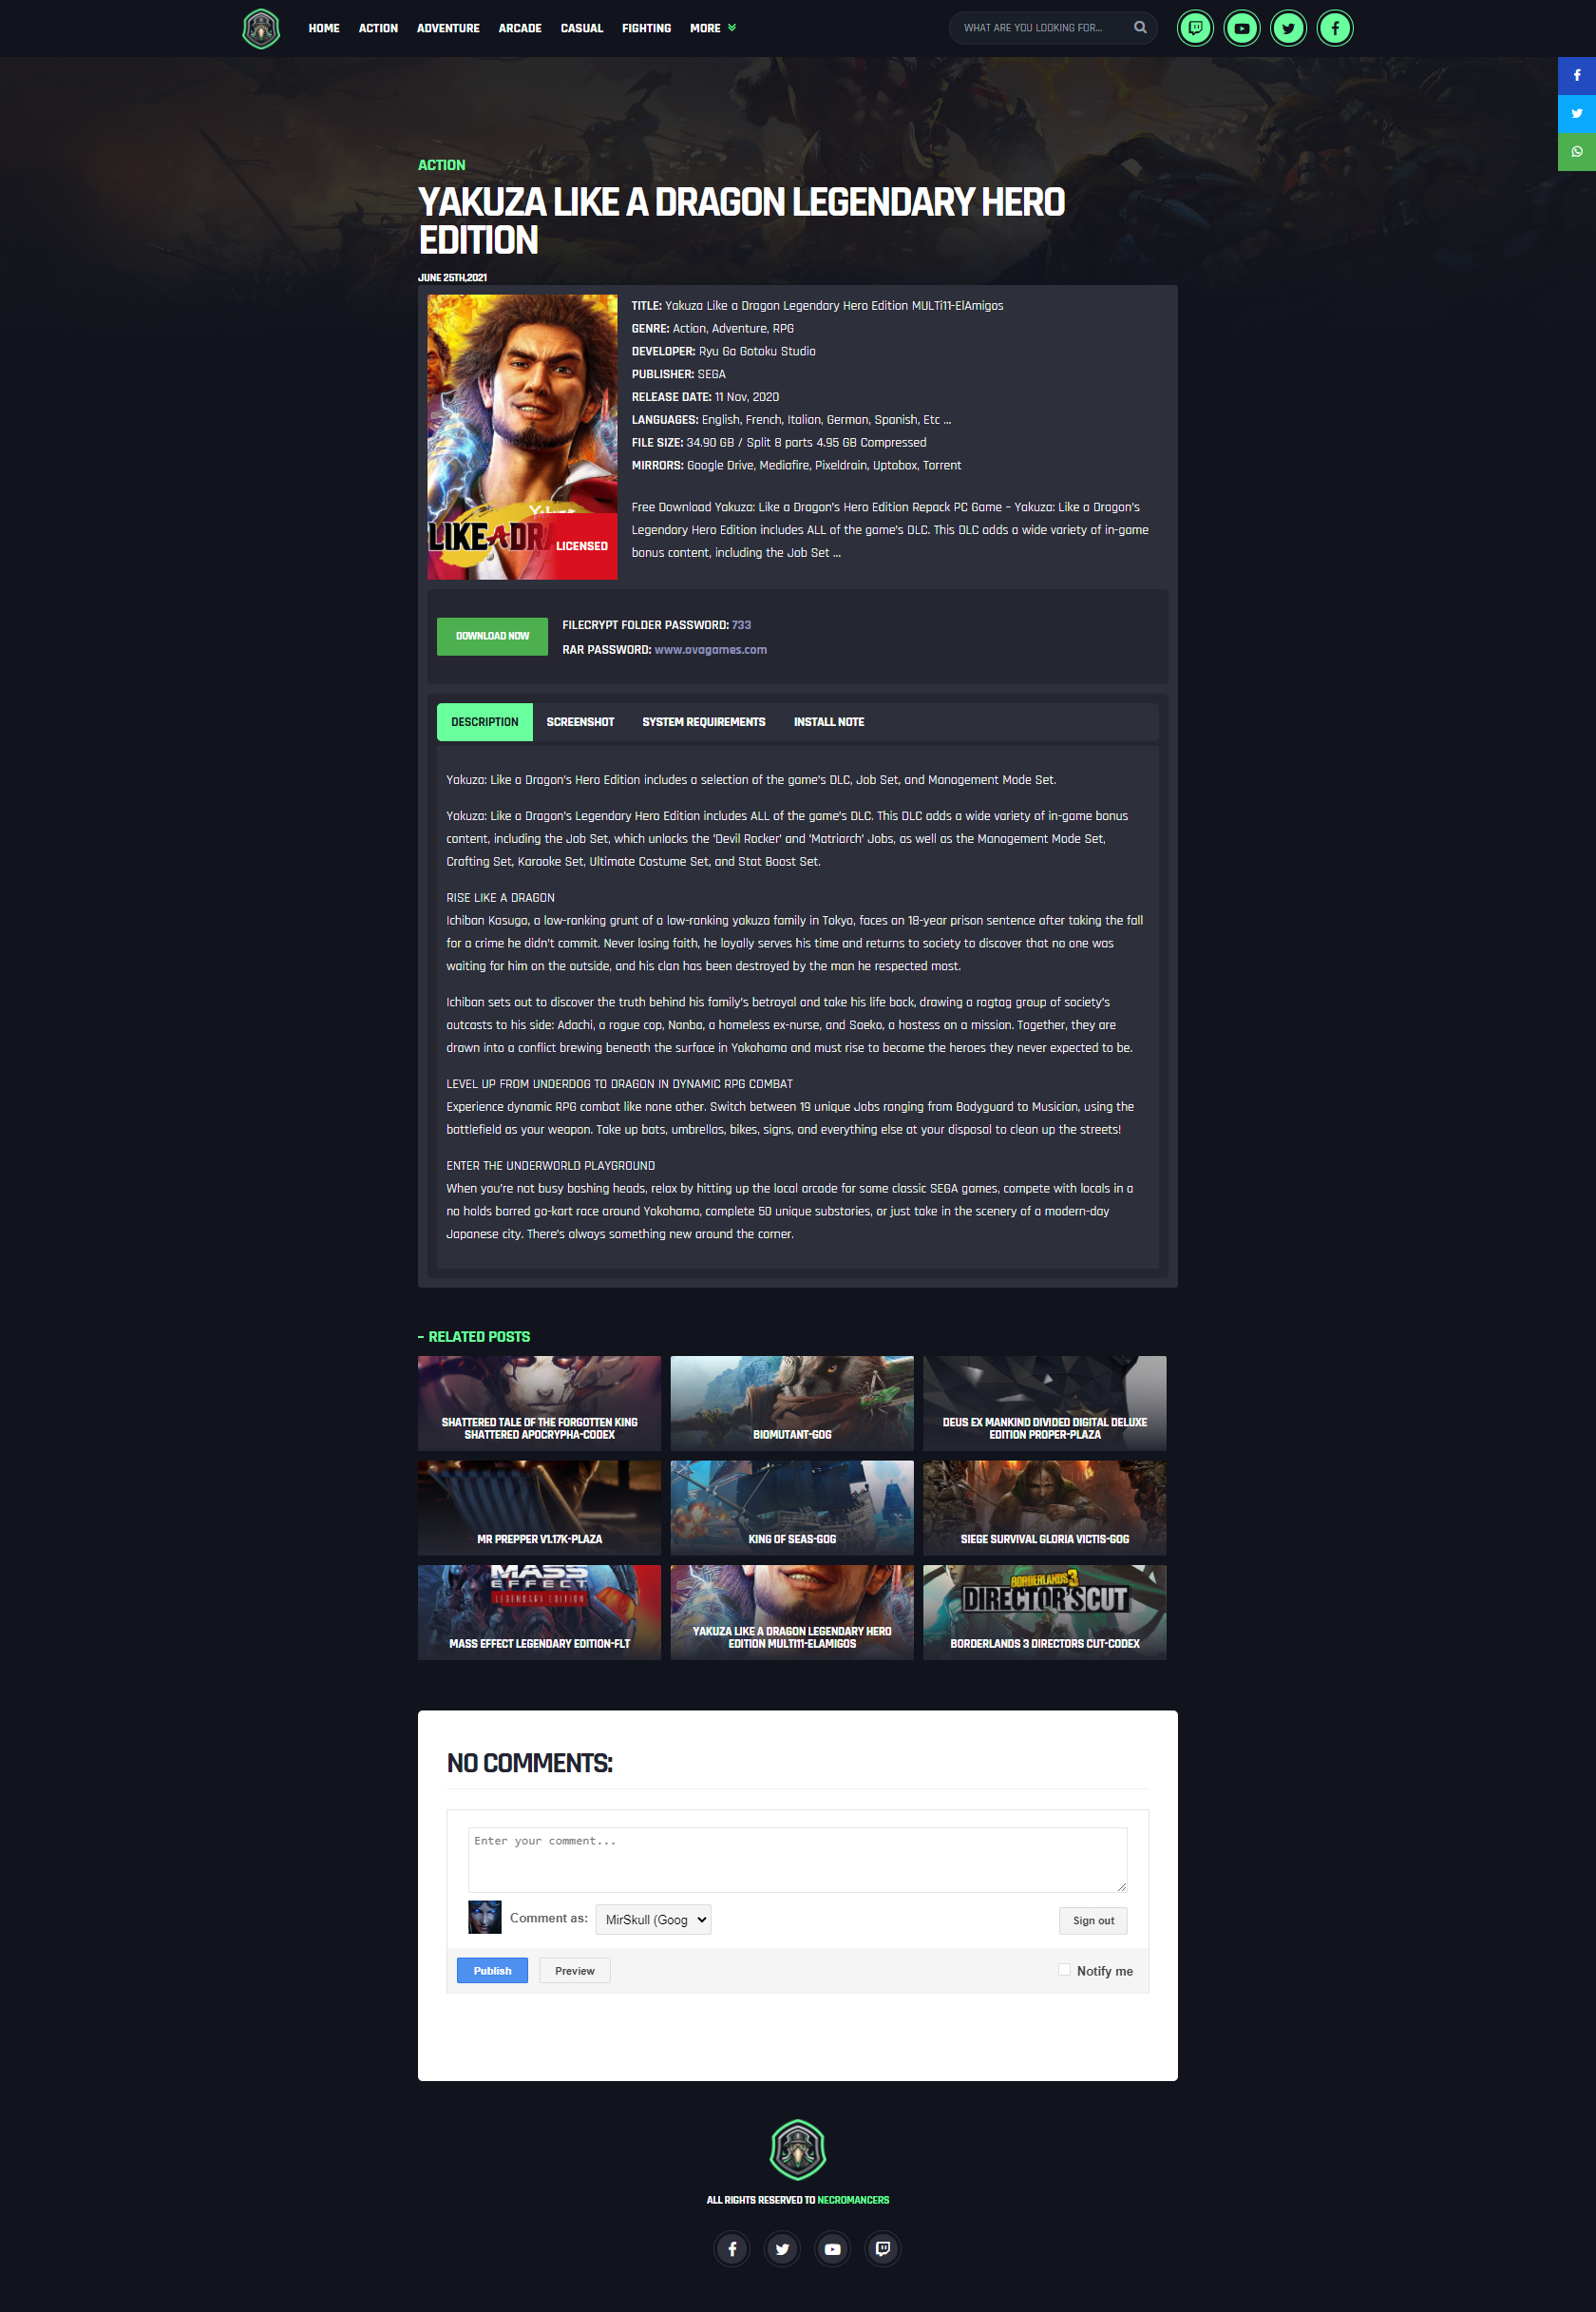 HOME ACTION ADVENTURE ARCADE CASUAL FIGHTING MORE
WHAT ARE YOU LOOKING FOR...
ACTION
YAKUZA LIKE A DRAGON LEGENDARY HERO
EDITION
JUNE 25TH,2021
TITLE: Yakuza Like a Dragon Legendary Hero Edition MULTi11-ElAmigos
GENRE: Action, Adventure, RPG
DEVELOPER: Ryu Ga Gotoku Studio
PUBLISHER: SEGA
RELEASE DATE: 11 Nov, 2020
LANGUAGES: English, French, Italian, German, Spanish, Etc ...
FILE SIZE: 34.90 GB / Split 8 parts 4.95 GB Compressed
MIRRORS: Google Drive, Mediafire, Pixeldrain, Uptobox, Torrent
Free Download Yakuza: Like a Dragon's Hero Edition Repack PC Game – Yakuza: Like a Dragon's
Legendary Hero Edition includes ALL of the game's DLC. This DLC adds a wide variety of in-game
bonus content, including the Job Set ...
LIKE A DRA
LICENSED
DOWNLOAD NOW
FILECRYPT FOLDER PASSWORD: 733
RAR PASSWORD: www.ovagames.com
DESCRIPTION SCREENSHOT SYSTEM REQUIREMENTS INSTALL NOTE
Yakuza: Like a Dragon's Hero Edition includes a selection of the game's DLC, Job Set, and Management Mode Set.
Yakuza: Like a Dragon's Legendary Hero Edition includes ALL of the game's DLC. This DLC adds a wide variety of in-game bonus
content, including the Job Set, which unlocks the 'Devil Rocker' and 'Matriarch' Jobs, as well as the Management Mode Set,
Crafting Set, Karaoke Set, Ultimate Costume Set, and Stat Boost Set.
RISE LIKE A DRAGON
Ichiban Kasuga, a low-ranking grunt of a low-ranking yakuza family in Tokyo, faces an 18-year prison sentence after taking the fall
for a crime he didn't commit. Never losing faith, he loyally serves his time and returns to society to discover that no one was
waiting for him on the outside, and his clan has been destroyed by the man he respected most.
Ichiban sets out to discover the truth behind his family's betrayal and take his life back, drawing a ragtag group of society's
outcasts to his side: Adachi, a rogue cop, Nanba, a homeless ex-nurse, and Saeko, a hostess on a mission. Together, they are
drawn into a conflict brewing beneath the surface in Yokohama and must rise to become the heroes they never expected to be.
LEVEL UP FROM UNDERDOG TO DRAGON IN DYNAMIC RPG COMBAT
Experience dynamic RPG combat like none other. Switch between 19 unique Jobs ranging from Bodyguard to Musician, using the
battlefield as your weapon. Take up bats, umbrellas, bikes, signs, and everything else at your disposal to clean up the streets!
ENTER THE UNDERWORLD PLAYGROUND
When you're not busy bashing heads, relax by hitting up the local arcade for some classic SEGA games, compete with locals in a
no holds barred go-kart race around Yokohama, complete 50 unique substories, or just take in the scenery of a modern-day
Japanese city. There's always something new around the corner.
– RELATED POSTS
SHATTERED TALE OF THE FORGOTTEN KING
SHATTERED APOCRYPHA-CODEX
BIOMUTANT-GOG
DEUS EX MANKIND DIVIDED DIGITAL DELUXE
EDITION PROPER-PLAZA
MR PREPPER V1.17K-PLAZA
KING OF SEAS-GOG
SIEGE SURVIVAL GLORIA VICTIS-GOG
MASS
EFFECT
LEGENDARY EDITION
MASS EFFECT LEGENDARY EDITION-FLT
YAKUZA LIKE A DRAGON LEGENDARY HERO
EDITION MULTI11-ELAMIGOS
BORDERLANDS 3
DIRECTOR'S CUT
BORDERLANDS 3 DIRECTORS CUT-CODEX
NO COMMENTS:
Enter your comment...
Comment as: MirSkull (Goog
Sign out
Publish Preview
Notify me
ALL RIGHTS RESERVED TO NECROMANCERS